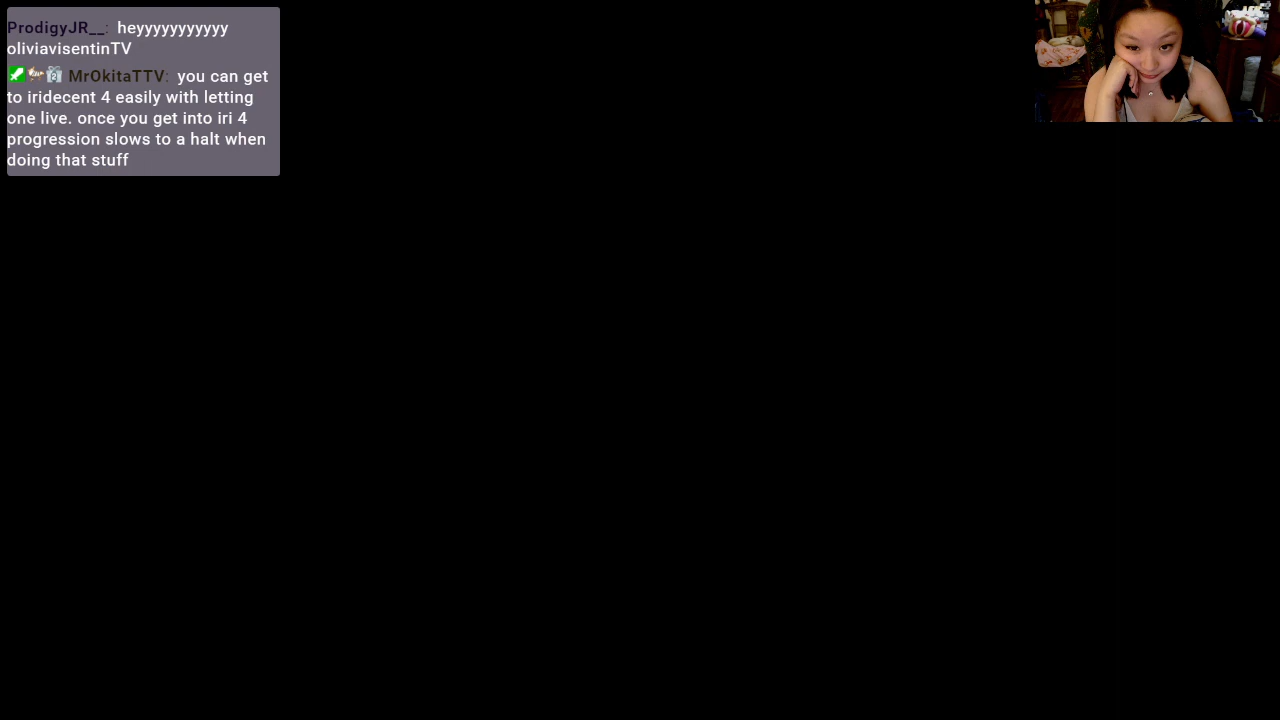 ProdigyJR__: heyyyyyyyyyyy
oliviavisentinTV
MrOkitaTTV: you can get
to iridecent 4 easily with letting
one live. once you get into iri 4
progression slows to a halt when
doing that stuff